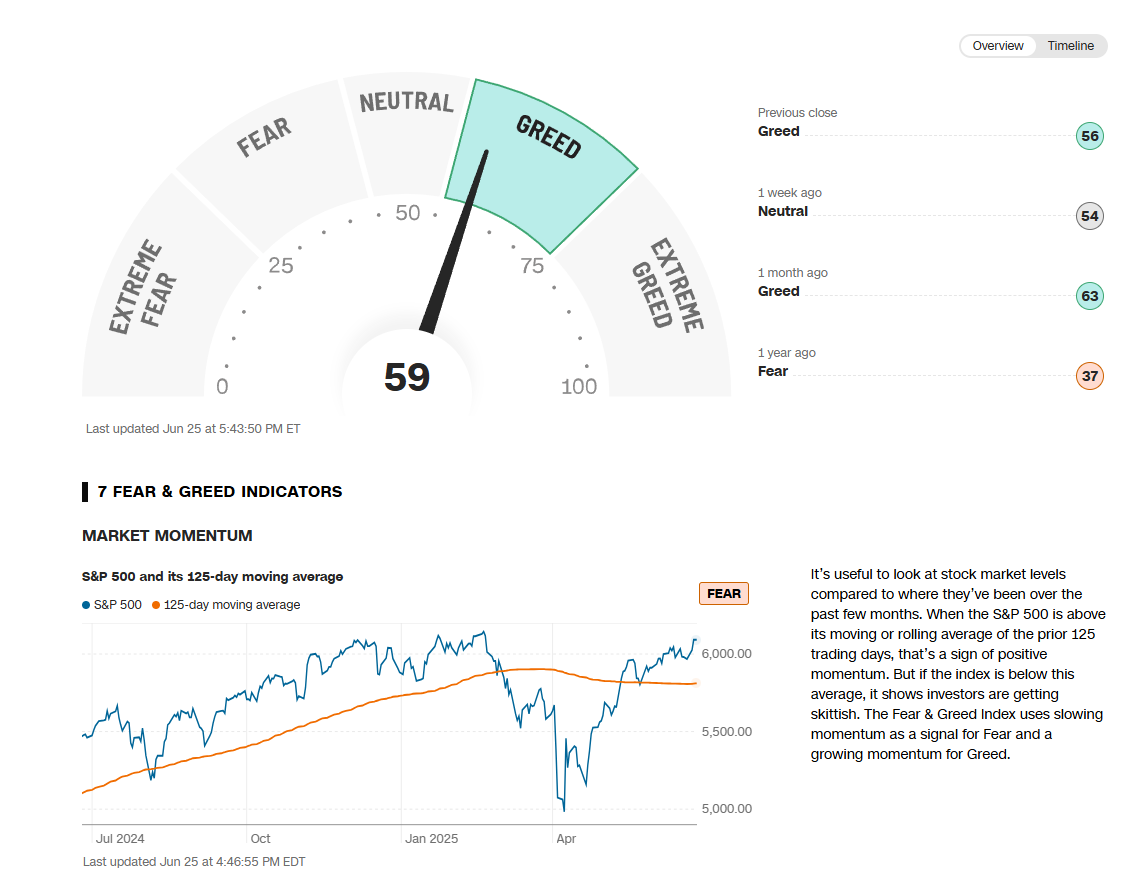 Overview Timeline
EXTREME
FEAR
FEAR
NEUTRAL
GREED
EXTREME
GREED
0
25
50
75
100
59
Last updated Jun 25 at 5:43:50 PM ET
Previous close
Greed 56
1 week ago
Neutral 54
1 month ago
Greed 63
1 year ago
Fear 37
7 FEAR & GREED INDICATORS
MARKET MOMENTUM
S&P 500 and its 125-day moving average
S&P 500 125-day moving average
FEAR
6,000.00
5,500.00
5,000.00
Jul 2024 Oct Jan 2025 Apr
Last updated Jun 25 at 4:46:55 PM EDT
It's useful to look at stock market levels
compared to where they've been over the
past few months. When the S&P 500 is above
its moving or rolling average of the prior 125
trading days, that's a sign of positive
momentum. But if the index is below this
average, it shows investors are getting
skittish. The Fear & Greed Index uses slowing
momentum as a signal for Fear and a
growing momentum for Greed.